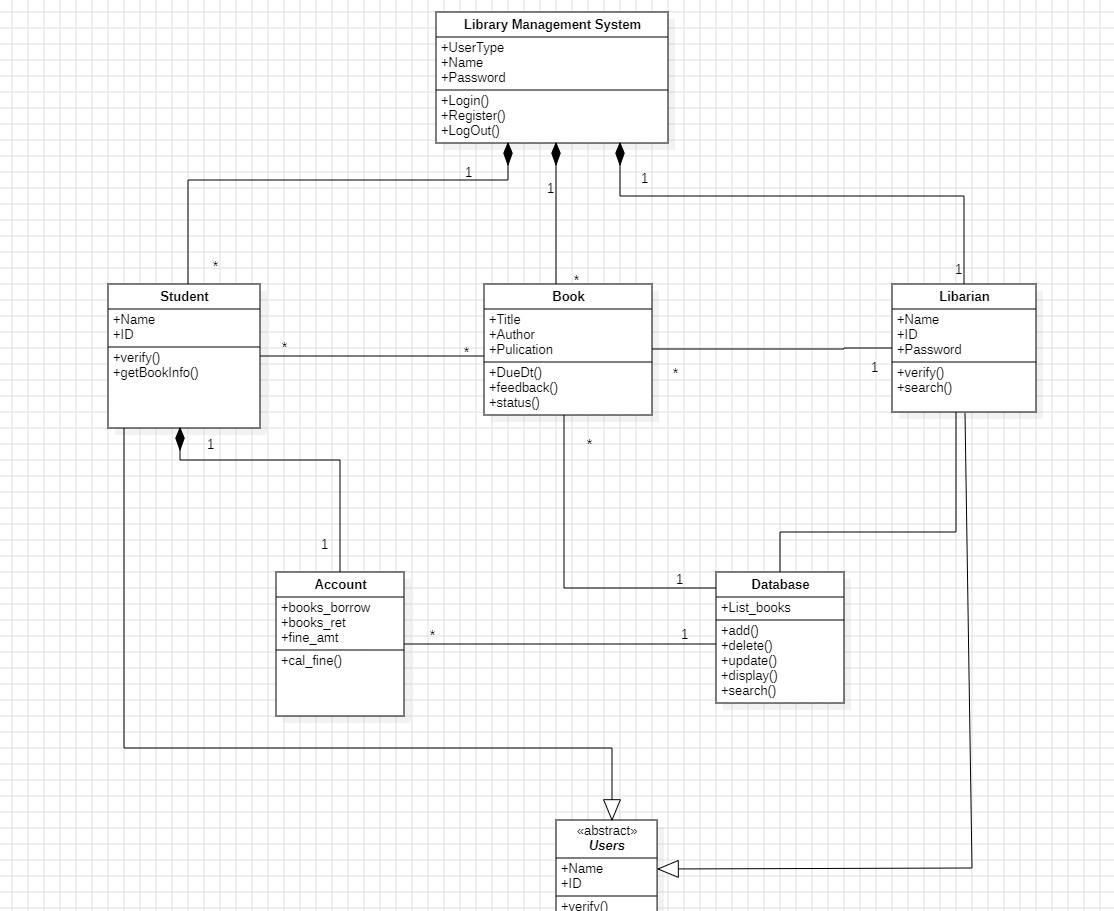 Library Management System
+UserType
+Name
+Password
+Login()
+Register()
+LogOut()
1
1
1
*
*
1
Student
+Name
+ID
+verify()
+getBookInfo()
*
*
Book
+Title
+Author
+Pulication
+DueDt()
+feedback()
+status()
*
1
Libarian
+Name
+ID
+Password
+verify()
+search()
1
*
1
1
Account
+books_borrow
+books_ret
+fine_amt
+cal_fine()
*
1
Database
+List_books
+add()
+delete()
+update()
+display()
+search()
«abstract»
Users
+Name
+ID
+verify()